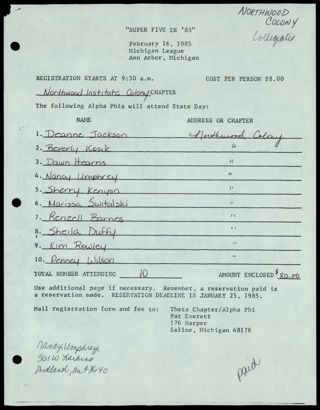 NORTHWOOD
COLONY
Collegiates
"SUPER FIVE IN '85"
February 16, 1985
Michigan League
Ann Arbor, Michigan
REGISTRATION STARTS AT 9:30 a.m. COST PER PERSON $8.00
Northwood Institute Colony CHAPTER
The following Alpha Phis will attend State Day:
NAME ADDRESS OR CHAPTER
1. Deanne Jackson Northwood Colony
2. Beverly Kosik "
3. Dawn Hearns "
4. Nancy Umphrey "
5. Sherry Kenyon "
6. Marissa Switalski "
7. Renzell Barnes "
8. Sheila Duffy "
9. Kim Rowley "
10. Penney Wilson "
TOTAL NUMBER ATTENDING 10 AMOUNT ENCLOSED $80.00
Use additional page if necessary. Remember, a reservation paid is
a reservation made. RESERVATION DEADLINE IS JANUARY 25, 1985.
Mail registration form and fee to: Theta Chapter/Alpha Phi
Pat Everett
176 Harper
Saline, Michigan 48176
Nancy Umphrey
301 W Larkins
Midland, Mi 48640
paid